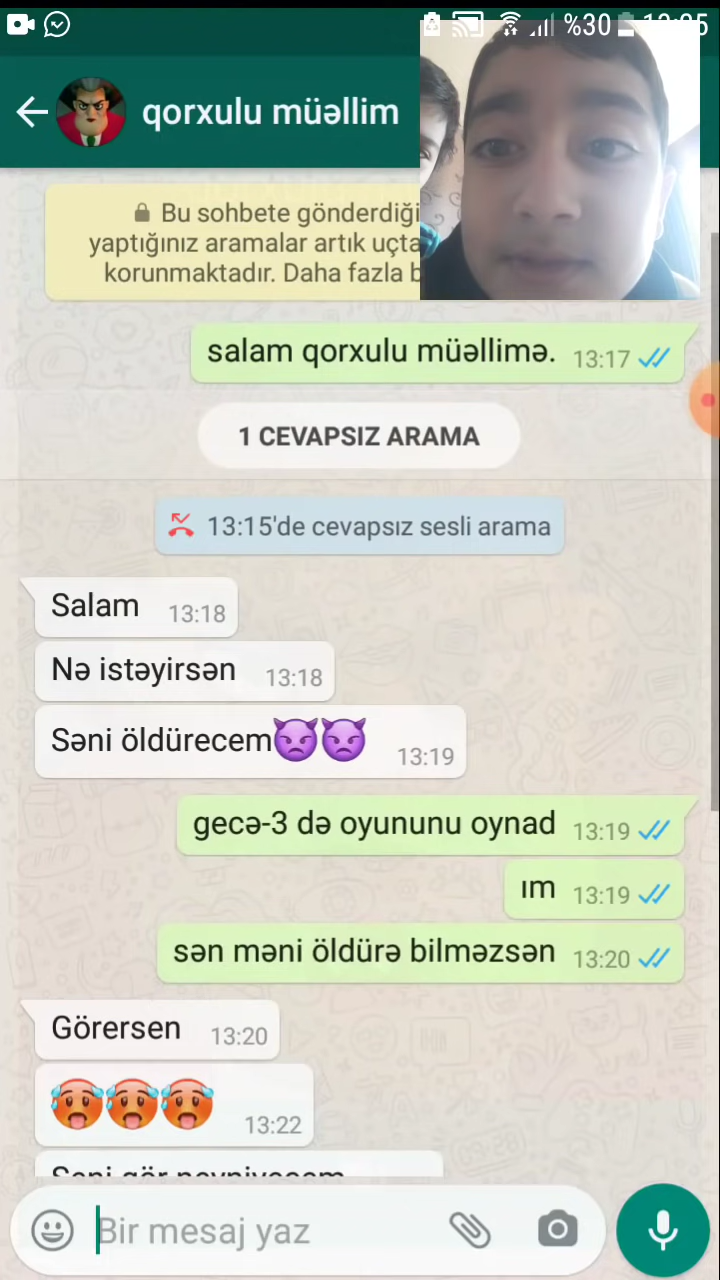 %30
qorxulu müəllim
Bu sohbete gönderdiği
yaptığınız aramalar artık uçta
korunmaktadır. Daha fazla b
salam qorxulu müəllimə. 13:17
1 CEVAPSIZ ARAMA
13:15'de cevapsız sesli arama
Salam 13:18
Nə istəyirsən 13:18
Səni öldürecem👿👿 13:19
gecə-3 də oyununu oynad 13:19
ım 13:19
sən məni öldürə bilməzsən 13:20
Görersen 13:20
🥵🥵🥵 13:22
Bir mesaj yaz